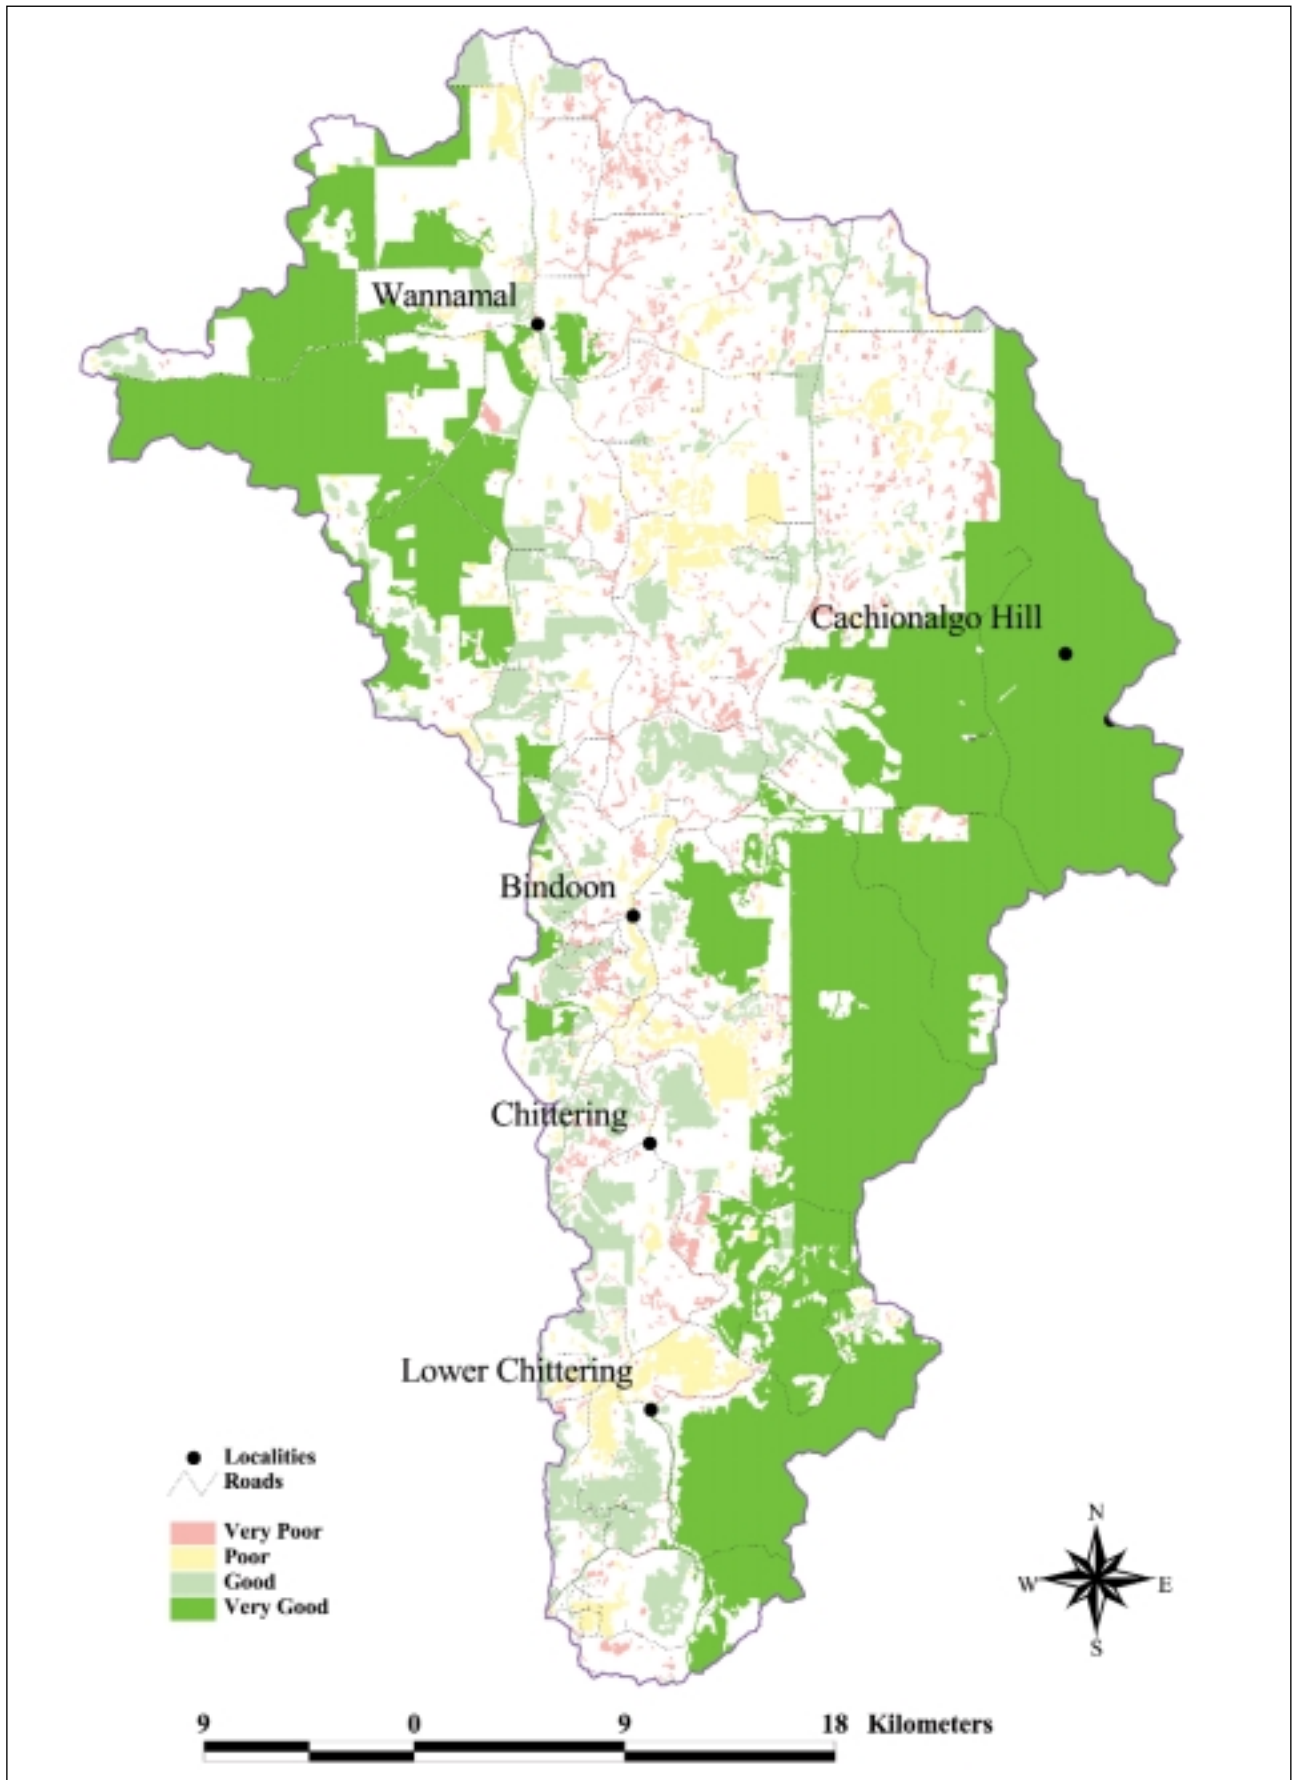 Wannamal
Cachionalgo Hill
Bindoon
Chittering
Lower Chittering
Localities
Roads
Very Poor
Poor
Good
Very Good
N
W E
S
9 0 9 18 Kilometers